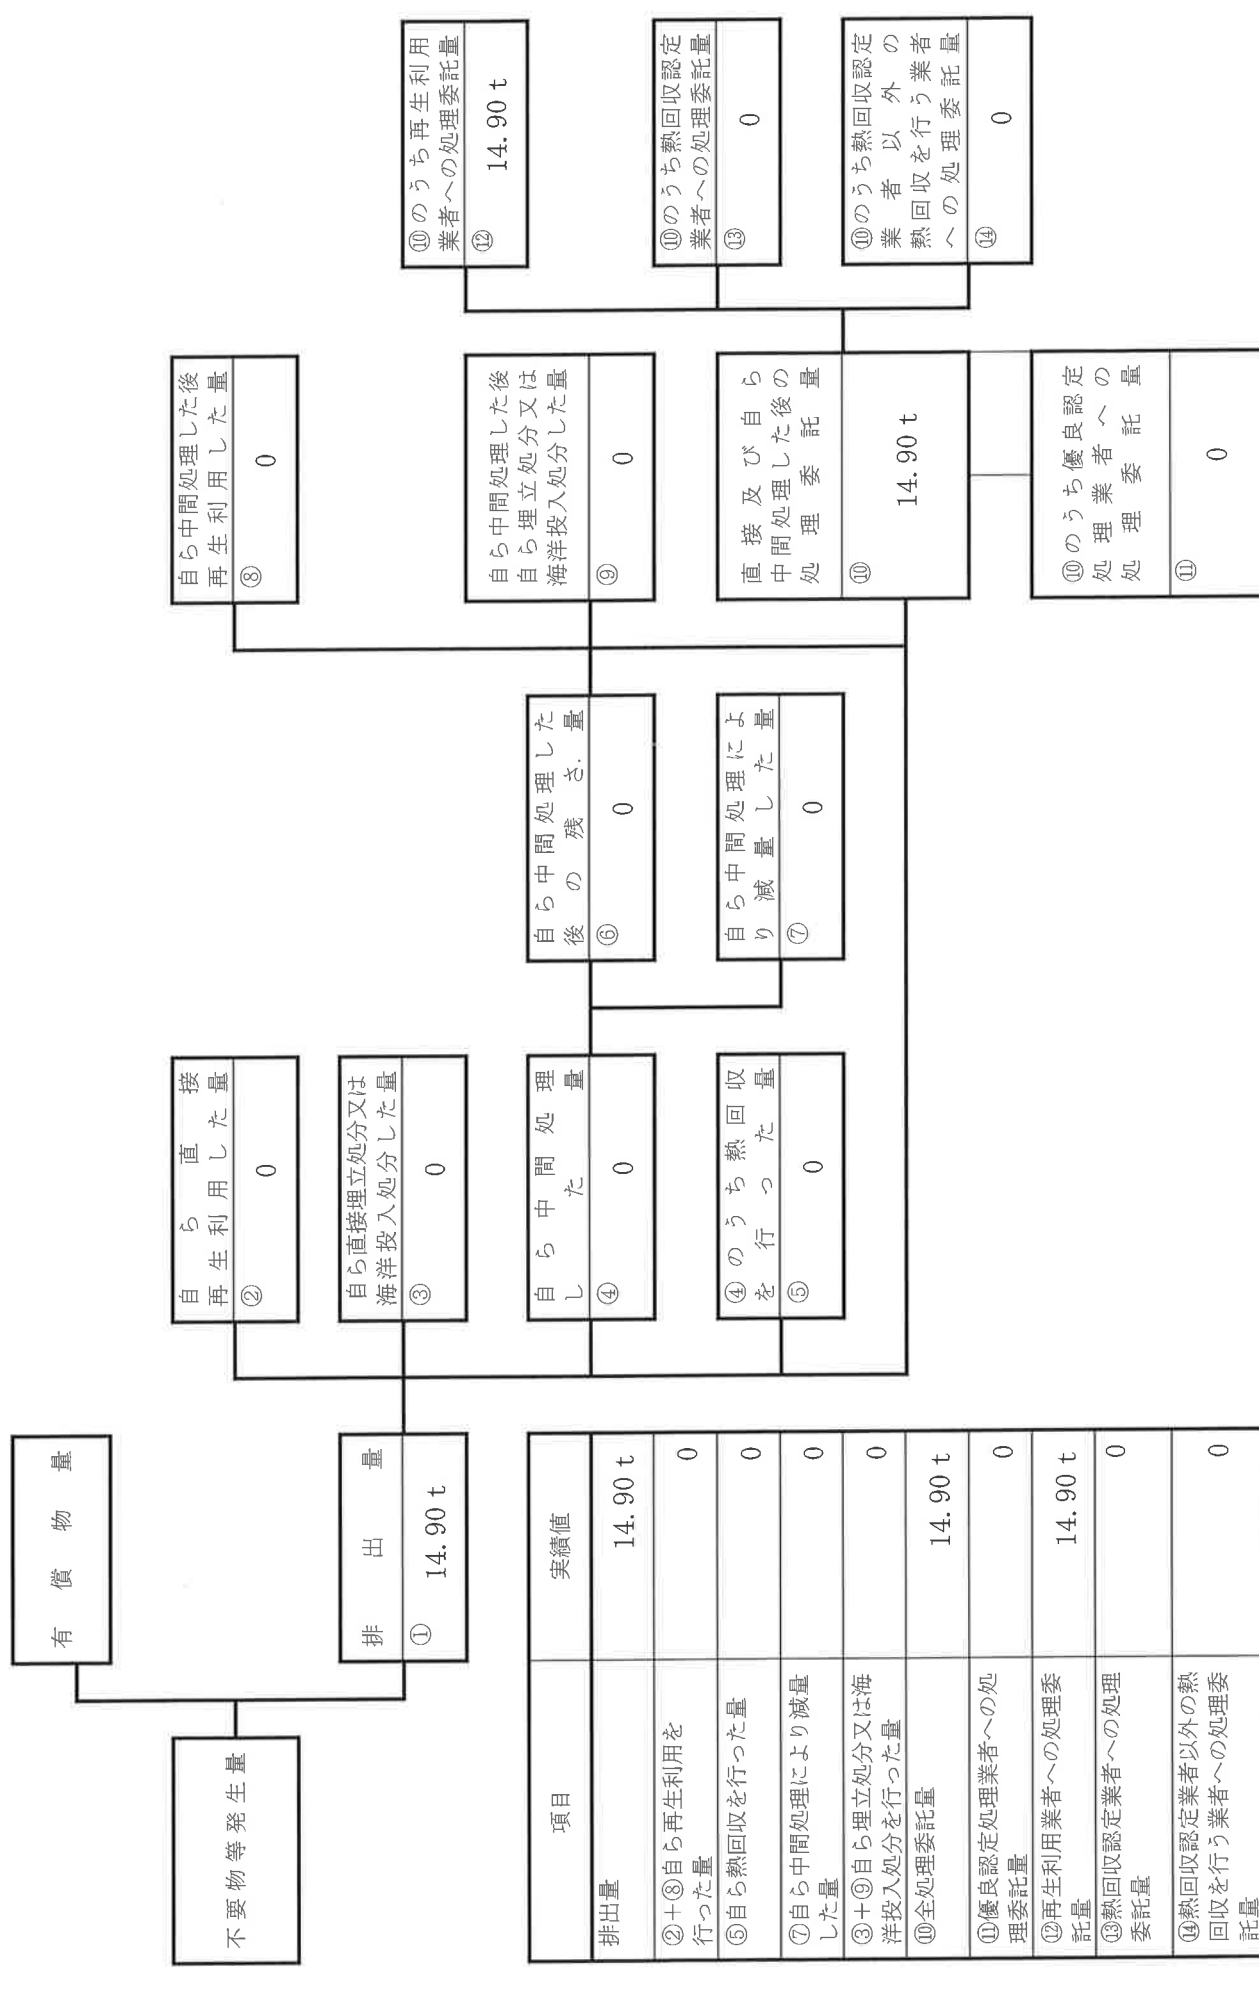 不要物等発生量
有償物量
排出量
①
14.90 t
自ら直接
再生利用した量
②
0
自ら直接埋立処分又は
海洋投入処分した量
③
0
自ら中間処理
した量
④
0
④のうち熱回収
を行った量
⑤
0
自ら中間処理した
後の残さ量
⑥
0
自ら中間処理によ
り減量した量
⑦
0
自ら中間処理した後
再生利用した量
⑧
0
自ら中間処理した後
自ら埋立処分又は
海洋投入処分した量
⑨
0
直接及び自ら
中間処理した後の
処理委託量
⑩
14.90 t
⑩のうち優良認定
処理業者への
処理委託量
⑪
0
⑩のうち再生利用
業者への処理委託量
⑫
14.90 t
⑩のうち熱回収認定
業者への処理委託量
⑬
0
⑩のうち熱回収認定
業者以外の
熱回収を行う業者
への処理委託量
⑭
0
項目 実績値
排出量 14.90 t
②+⑧自ら再生利用を
行った量 0
⑤自ら熱回収を行った量 0
⑦自ら中間処理により減量
した量 0
③+⑨自ら埋立処分又は海
洋投入処分を行った量 0
⑩全処理委託量 14.90 t
⑪優良認定処理業者への処
理委託量 0
⑫再生利用業者への処理委
託量 14.90 t
⑬熱回収認定業者への処理
委託量 0
⑭熱回収認定業者以外の熱
回収を行う業者への処理委
託量 0